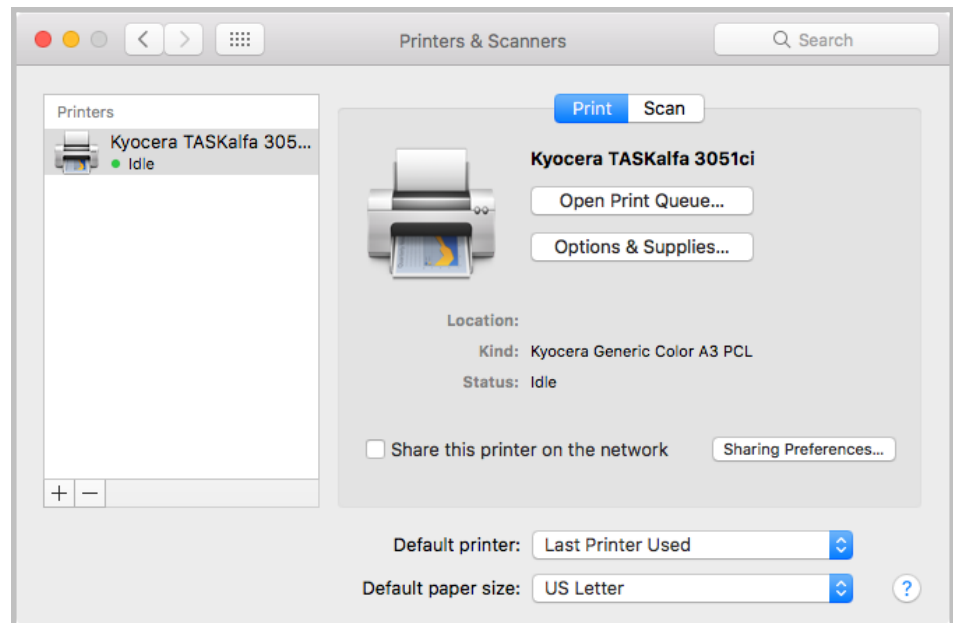 Printers & Scanners
Search
Printers
Kyocera TASKalfa 305...
Idle
Print Scan
Kyocera TASKalfa 3051ci
Open Print Queue...
Options & Supplies...
Location:
Kind: Kyocera Generic Color A3 PCL
Status: Idle
Share this printer on the network Sharing Preferences...
+ −
Default printer: Last Printer Used
Default paper size: US Letter ?